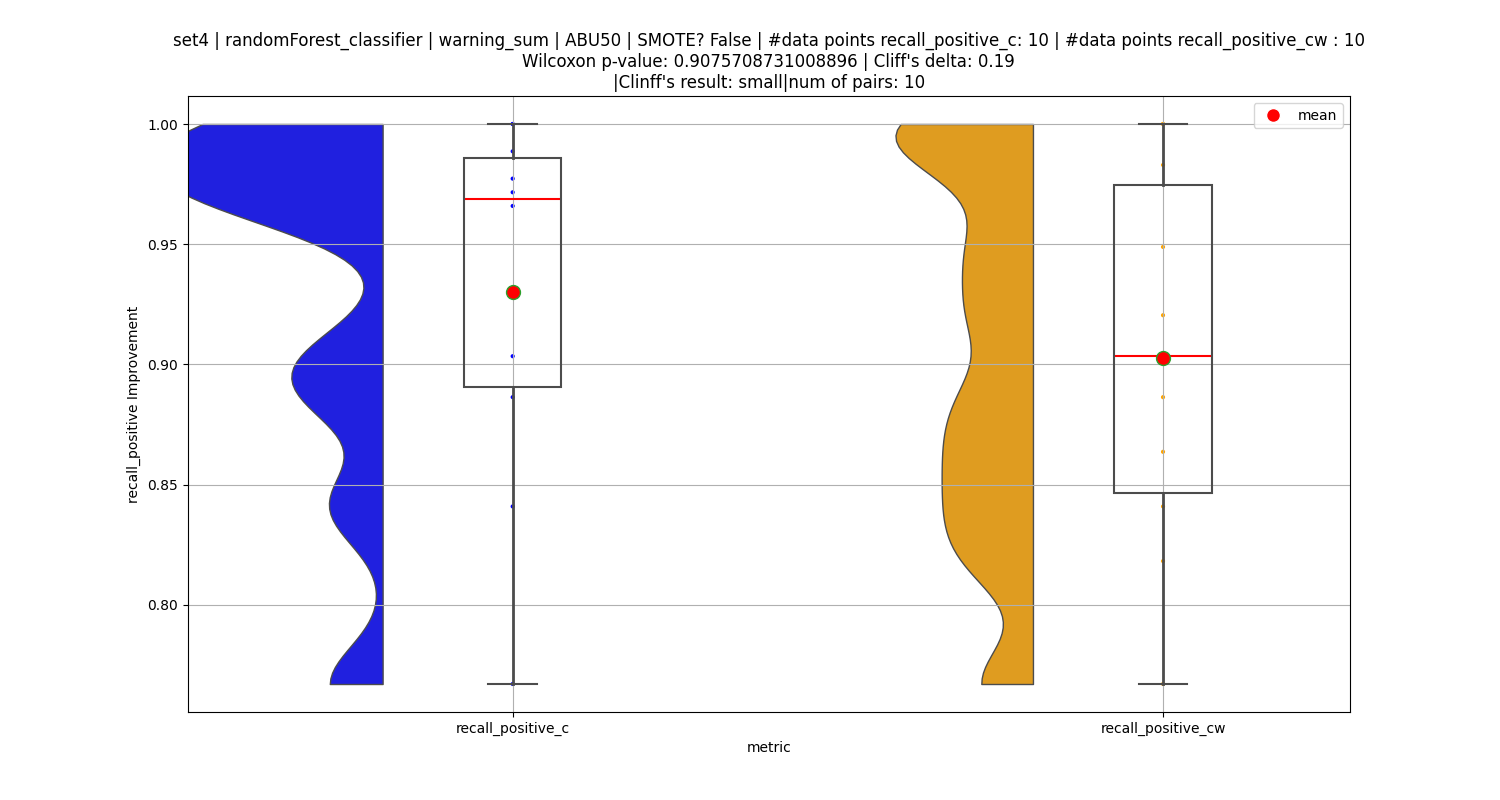 set4 | randomForest_classifier | warning_sum | ABU50 | SMOTE? False | #data points recall_positive_c: 10 | #data points recall_positive_cw : 10
Wilcoxon p-value: 0.9075708731008896 | Cliff's delta: 0.19
|Clinff's result: small|num of pairs: 10
mean
1.00
0.95
0.90
0.85
0.80
recall_positive Improvement
recall_positive_c
recall_positive_cw
metric